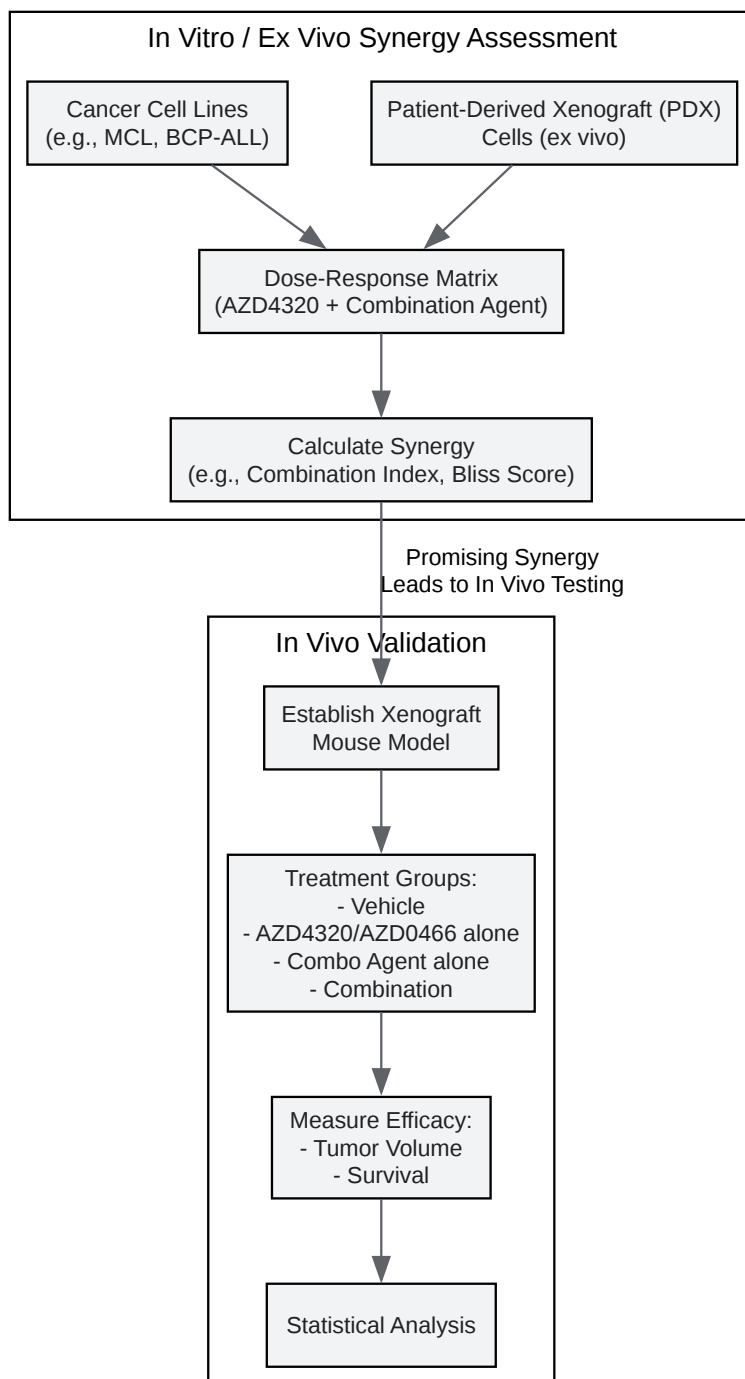 In Vitro / Ex Vivo Synergy Assessment
Cancer Cell Lines
(e.g., MCL, BCP-ALL)
Patient-Derived Xenograft (PDX)
Cells (ex vivo)
Dose-Response Matrix
(AZD4320 + Combination Agent)
Calculate Synergy
(e.g., Combination Index, Bliss Score)
Promising Synergy
Leads to In Vivo Testing
In Vivo Validation
Establish Xenograft
Mouse Model
Treatment Groups:
- Vehicle
- AZD4320/AZD0466 alone
- Combo Agent alone
- Combination
Measure Efficacy:
- Tumor Volume
- Survival
Statistical Analysis